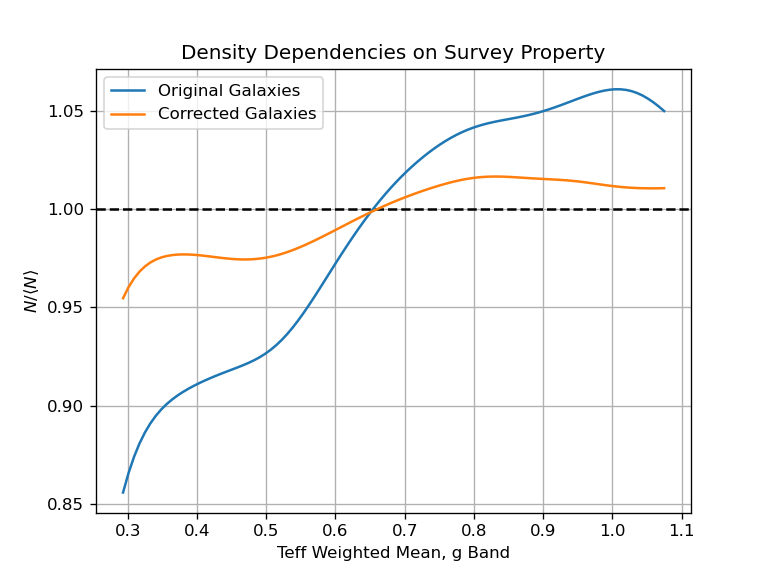 Density Dependencies on Survey Property
Original Galaxies
Corrected Galaxies
1.05
1.00
0.95
0.90
0.85
N/⟨N⟩
0.3 0.4 0.5 0.6 0.7 0.8 0.9 1.0 1.1
Teff Weighted Mean, g Band